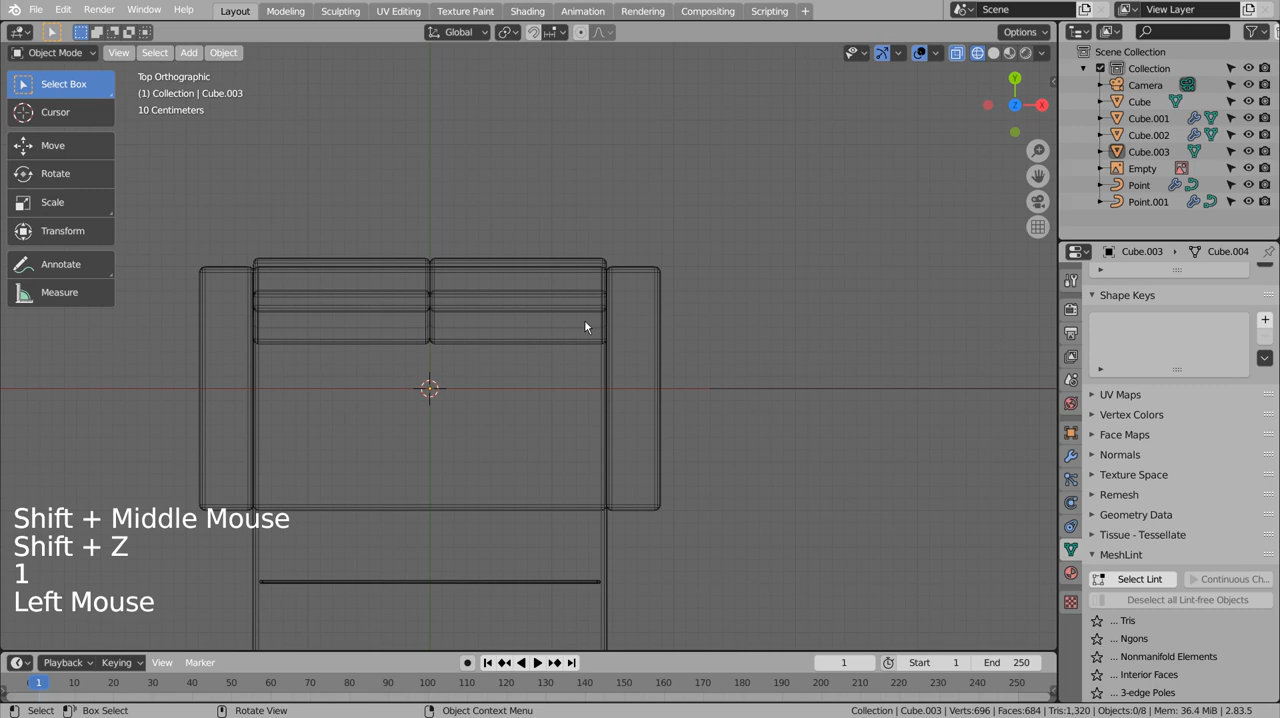 File Edit Render Window Help Layout Modeling Sculpting UV Editing Texture Paint Shading Animation Rendering Compositing Scripting + Scene View Layer
Global Options
Object Mode View Select Add Object
Select Box
Cursor
Move
Rotate
Scale
Transform
Annotate
Measure
Top Orthographic
(1) Collection | Cube.003
10 Centimeters
Y
Z
X
Shift + Middle Mouse
Shift + Z
1
Left Mouse
Scene Collection
Collection
Camera
Cube
Cube.001
Cube.002
Cube.003
Empty
Point
Point.001
Cube.003 Cube.004
Shape Keys
UV Maps
Vertex Colors
Face Maps
Normals
Texture Space
Remesh
Geometry Data
Tissue - Tessellate
MeshLint
Select Lint Continuous Ch...
Deselect all Lint-free Objects
... Tris
... Ngons
... Nonmanifold Elements
... Interior Faces
... 3-edge Poles
Playback Keying View Marker 1 Start 1 End 250
1 10 20 30 40 50 60 70 80 90 100 110 120 130 140 150 160 170 180 190 200 210 220 230 240 250
Select Box Select Rotate View Object Context Menu Collection | Cube.003 | Verts:696 | Faces:684 | Tris:1,320 | Objects:0/8 | Mem: 36.4 MiB | 2.83.5